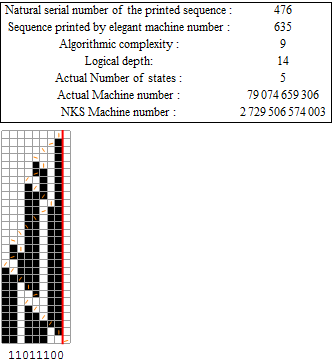 Natural serial number of the printed sequence : 476
Sequence printed by elegant machine number : 635
Algorithmic complexity : 9
Logical depth: 14
Actual Number of states : 5
Actual Machine number : 79 074 659 306
NKS Machine number : 2 729 506 574 003
11011100